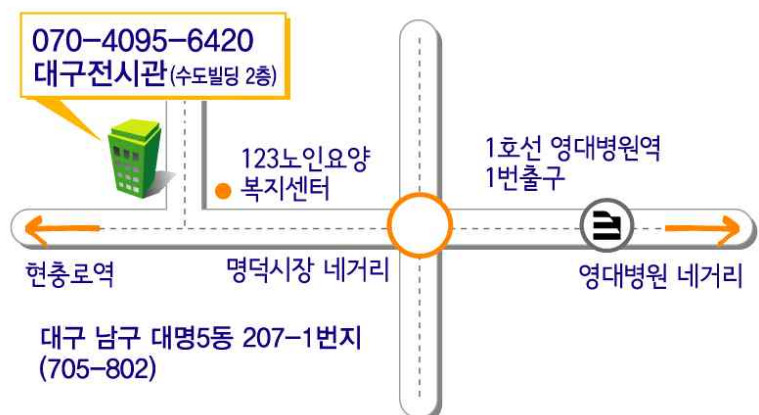 070-4095-6420
대구전시관(수도빌딩 2층)
123노인요양
복지센터
1호선 영대병원역
1번출구
현충로역
명덕시장 네거리
영대병원 네거리
대구 남구 대명5동 207-1번지
(705-802)